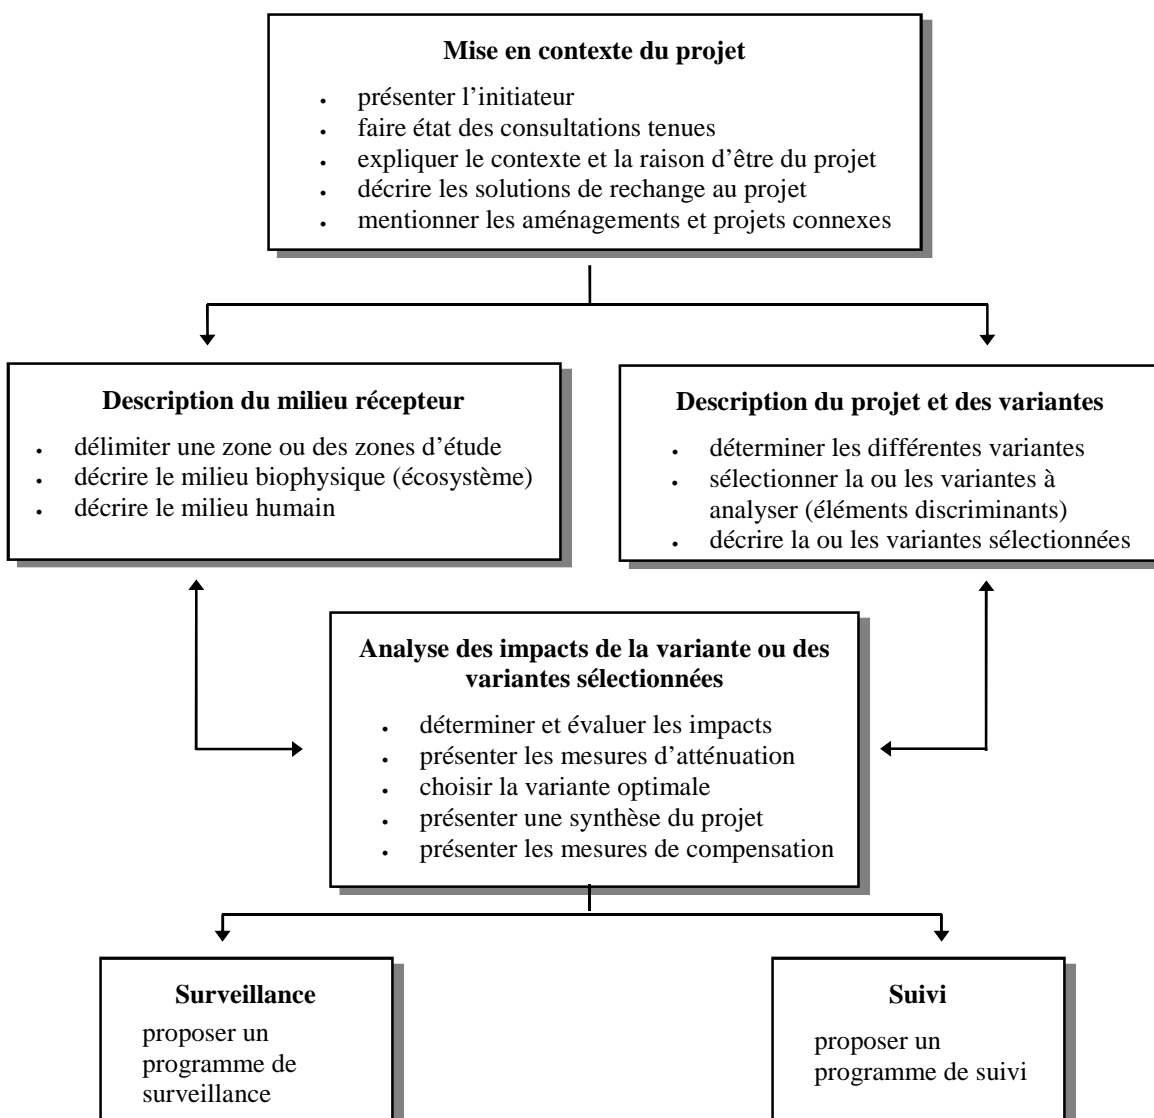 Mise en contexte du projet
• présenter l’initiateur
• faire état des consultations tenues
• expliquer le contexte et la raison d’être du projet
• décrire les solutions de rechange au projet
• mentionner les aménagements et projets connexes
Description du milieu récepteur
• délimiter une zone ou des zones d’étude
• décrire le milieu biophysique (écosystème)
• décrire le milieu humain
Description du projet et des variantes
• déterminer les différentes variantes
• sélectionner la ou les variantes à
analyser (éléments discriminants)
• décrire la ou les variantes sélectionnées
Analyse des impacts de la variante ou des
variantes sélectionnées
• déterminer et évaluer les impacts
• présenter les mesures d’atténuation
• choisir la variante optimale
• présenter une synthèse du projet
• présenter les mesures de compensation
Surveillance
proposer un
programme de
surveillance
Suivi
proposer un
programme de suivi